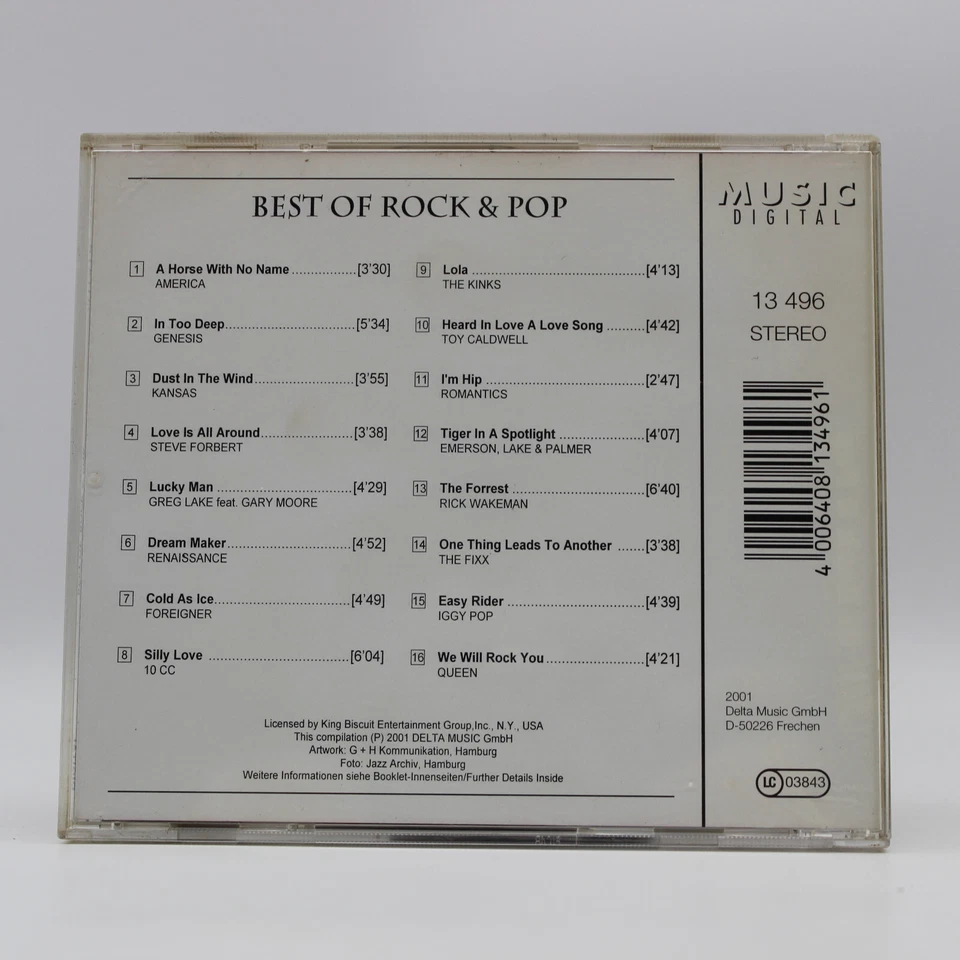 BEST OF ROCK & POP
1 A Horse With No Name ................[3'30]
AMERICA
2 In Too Deep................................[5'34]
GENESIS
3 Dust In The Wind.........................[3'55]
KANSAS
4 Love Is All Around.......................[3'38]
STEVE FORBERT
5 Lucky Man ..................................[4'29]
GREG LAKE feat. GARY MOORE
6 Dream Maker...............................[4'52]
RENAISSANCE
7 Cold As Ice..................................[4'49]
FOREIGNER
8 Silly Love ...................................[6'04]
10 CC
9 Lola ...........................................[4'13]
THE KINKS
10 Heard In Love A Love Song ..........[4'42]
TOY CALDWELL
11 I'm Hip .......................................[2'47]
ROMANTICS
12 Tiger In A Spotlight .....................[4'07]
EMERSON, LAKE & PALMER
13 The Forrest .................................[6'40]
RICK WAKEMAN
14 One Thing Leads To Another .......[3'38]
THE FIXX
15 Easy Rider ..................................[4'39]
IGGY POP
16 We Will Rock You........................[4'21]
QUEEN
Licensed by King Biscuit Entertainment Group,Inc., N.Y., USA
This compilation (P) 2001 DELTA MUSIC GmbH
Artwork: G + H Kommunikation, Hamburg
Foto: Jazz Archiv, Hamburg
Weitere Informationen siehe Booklet-Innenseiten/Further Details Inside
MUSIC
DIGITAL
13 496
STEREO
4 006408 134961
2001
Delta Music GmbH
D-50226 Frechen
LC 03843